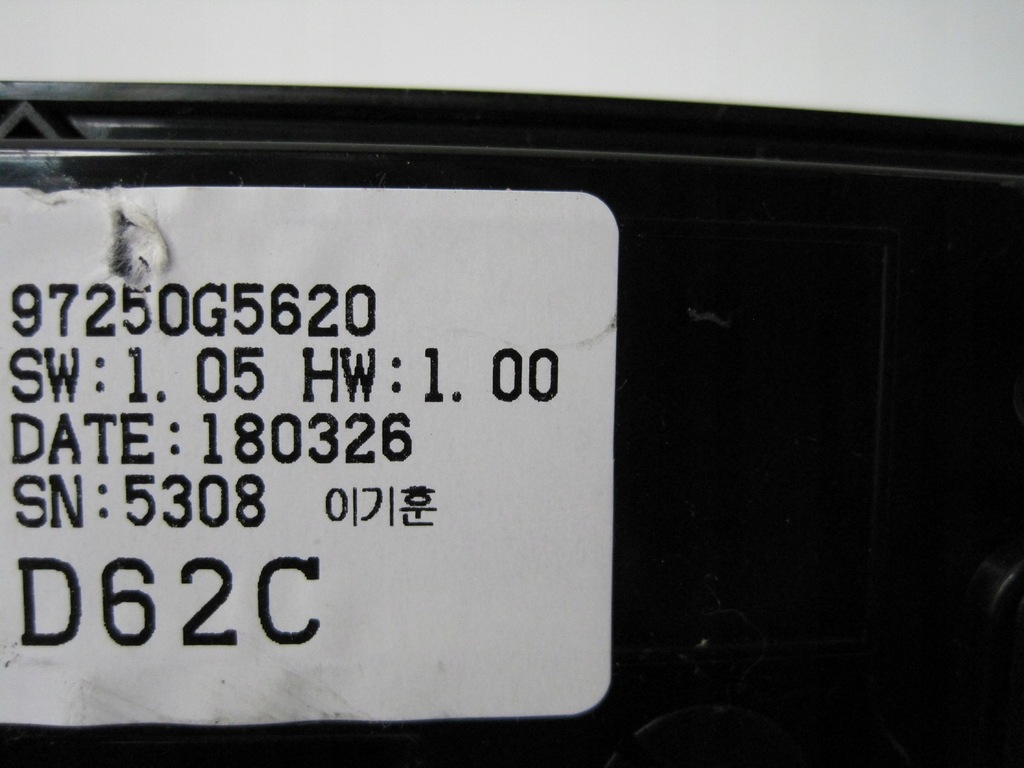 97250G5620
SW:1. 05 HW:1. 00
DATE:180326
SN:5308 이기훈
D62C